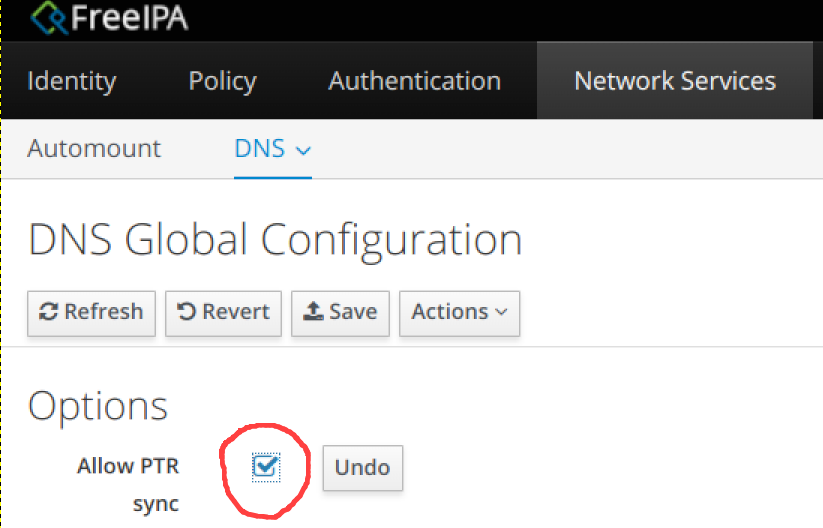 FreeIPA
Identity Policy Authentication Network Services
Automount DNS
DNS Global Configuration
Refresh Revert Save Actions
Options
Allow PTR Undo
sync